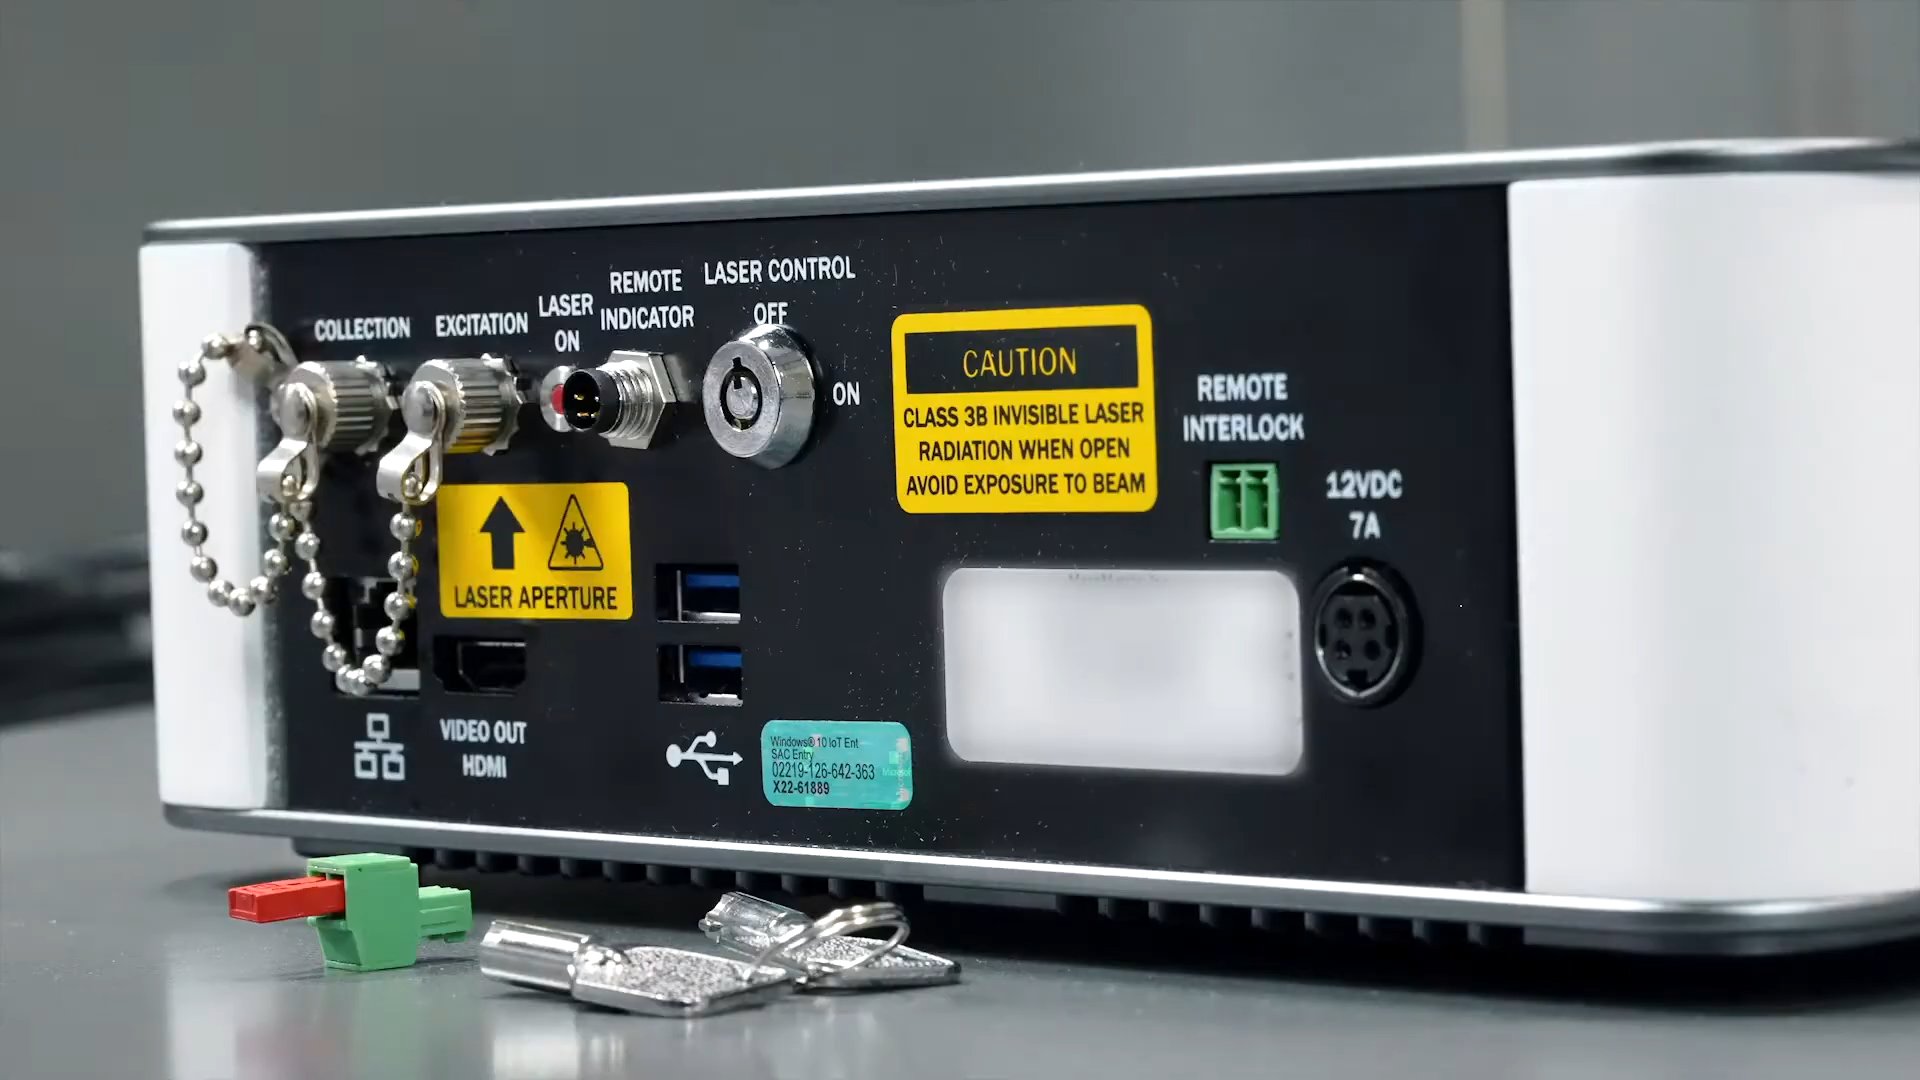 COLLECTION
EXCITATION
LASER
ON
REMOTE
INDICATOR
LASER CONTROL
OFF
ON
CAUTION
CLASS 3B INVISIBLE LASER
RADIATION WHEN OPEN
AVOID EXPOSURE TO BEAM
REMOTE
INTERLOCK
12VDC
7A
LASER APERTURE
VIDEO OUT
HDMI
Windows® 10 IoT Ent
SAC Entry
02219-126-642-363
X22-61889
Microsoft